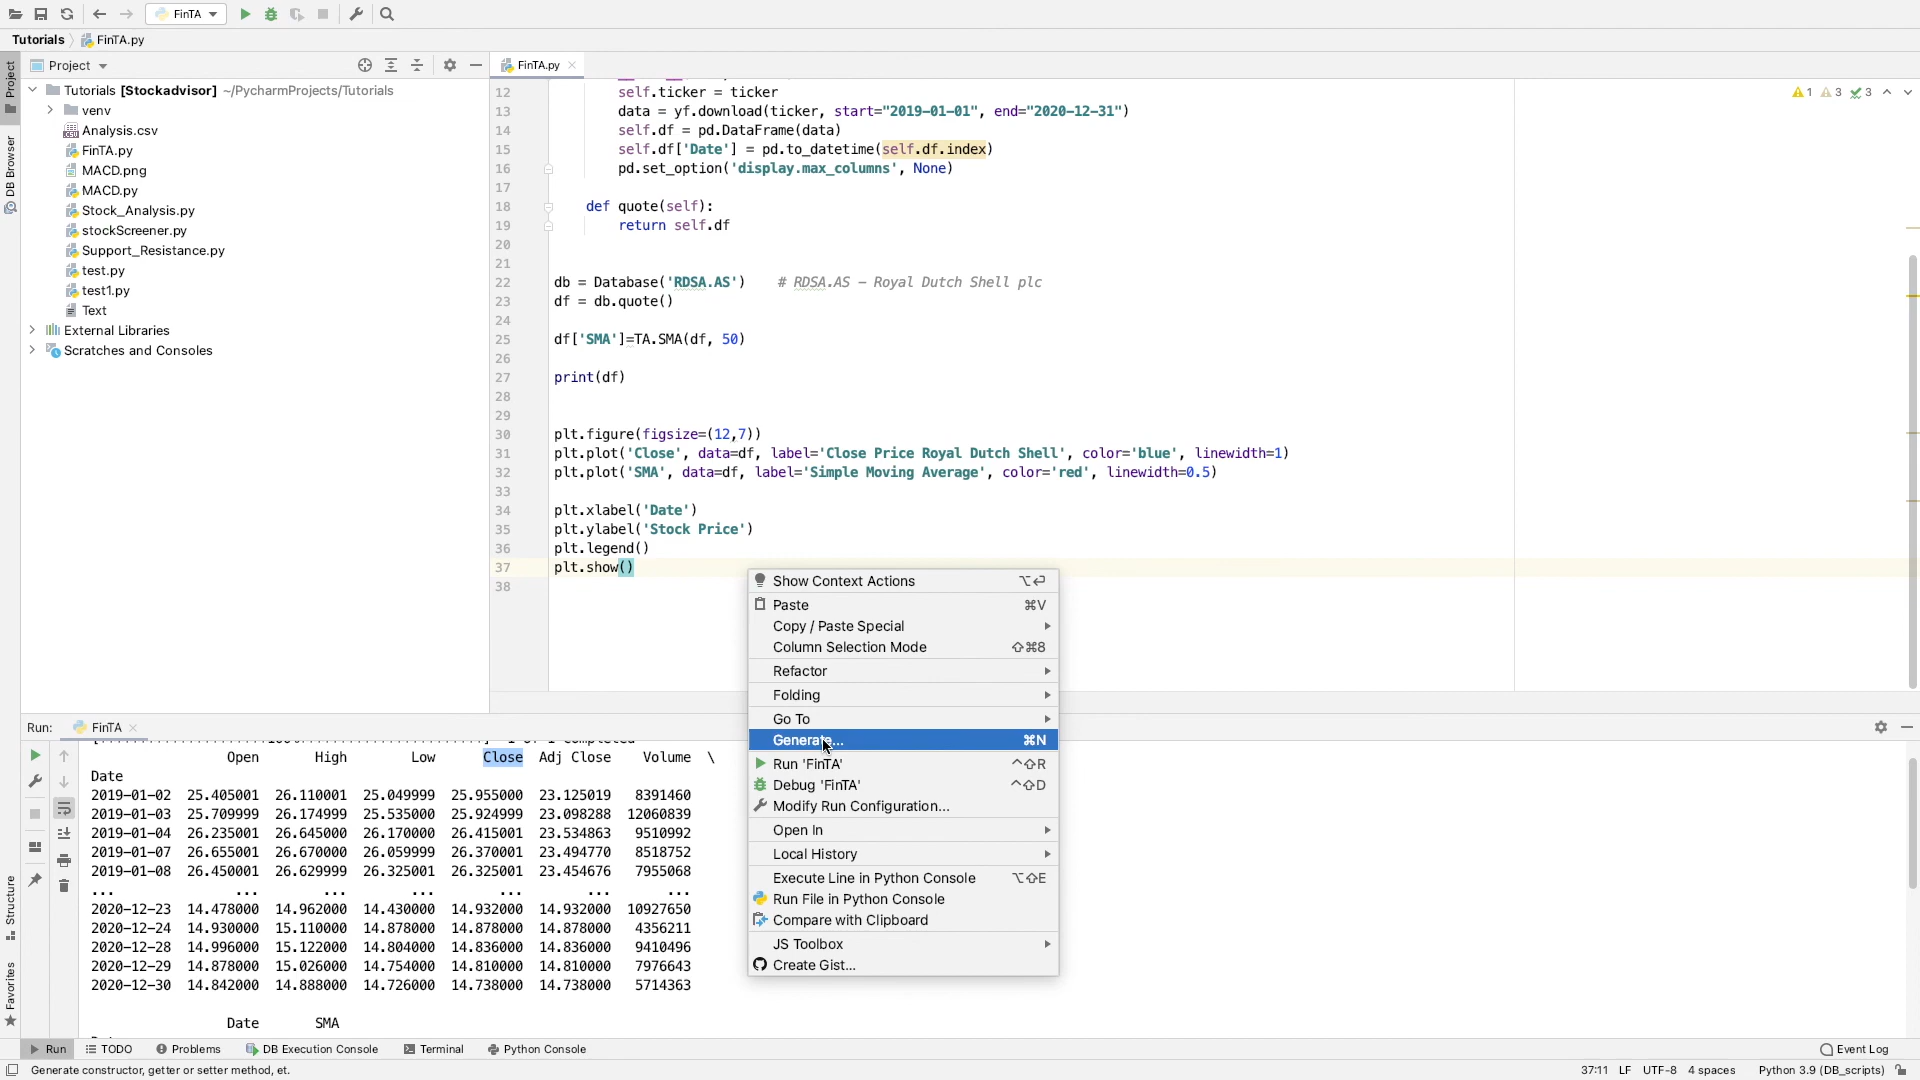 FinTA
Tutorials FinTA.py
Project
Project
FinTA.py
1 3 3
Tutorials [Stockadvisor] ~/PycharmProjects/Tutorials
venv
Analysis.csv
FinTA.py
MACD.png
MACD.py
Stock_Analysis.py
stockScreener.py
Support_Resistance.py
test.py
test1.py
Text
External Libraries
Scratches and Consoles
DB Browser
12 self.ticker = ticker
13 data = yf.download(ticker, start="2019-01-01", end="2020-12-31")
14 self.df = pd.DataFrame(data)
15 self.df['Date'] = pd.to_datetime(self.df.index)
16 pd.set_option('display.max_columns', None)
17
18 def quote(self):
19 return self.df
20
21
22 db = Database('RDSA.AS') # RDSA.AS - Royal Dutch Shell plc
23 df = db.quote()
24
25 df['SMA']=TA.SMA(df, 50)
26
27 print(df)
28
29
30 plt.figure(figsize=(12,7))
31 plt.plot('Close', data=df, label='Close Price Royal Dutch Shell', color='blue', linewidth=1)
32 plt.plot('SMA', data=df, label='Simple Moving Average', color='red', linewidth=0.5)
33
34 plt.xlabel('Date')
35 plt.ylabel('Stock Price')
36 plt.legend()
37 plt.show()
38
Show Context Actions ⌥⏎
Paste ⌘V
Copy / Paste Special
Column Selection Mode ⇧⌘8
Refactor
Folding
Go To
Generate... ⌘N
Run 'FinTA' ^⇧R
Debug 'FinTA' ^⇧D
Modify Run Configuration...
Open In
Local History
Execute Line in Python Console ⌥⇧E
Run File in Python Console
Compare with Clipboard
JS Toolbox
Create Gist...
Run: FinTA
Open High Low Close Adj Close Volume \
Date
2019-01-02 25.405001 26.110001 25.049999 25.955000 23.125019 8391460
2019-01-03 25.709999 26.174999 25.535000 25.924999 23.098288 12060839
2019-01-04 26.235001 26.645000 26.170000 26.415001 23.534863 9510992
2019-01-07 26.655001 26.670000 26.059999 26.370001 23.494770 8518752
2019-01-08 26.450001 26.629999 26.325001 26.325001 23.454676 7955068
... ... ... ... ... ... ...
2020-12-23 14.478000 14.962000 14.430000 14.932000 14.932000 10927650
2020-12-24 14.930000 15.110000 14.878000 14.878000 14.878000 4356211
2020-12-28 14.996000 15.122000 14.804000 14.836000 14.836000 9410496
2020-12-29 14.878000 15.026000 14.754000 14.810000 14.810000 7976643
2020-12-30 14.842000 14.888000 14.726000 14.738000 14.738000 5714363
Date SMA
Structure
Favorites
Run TODO Problems DB Execution Console Terminal Python Console Event Log
Generate constructor, getter or setter method, et. 37:11 LF UTF-8 4 spaces Python 3.9 (DB_scripts)